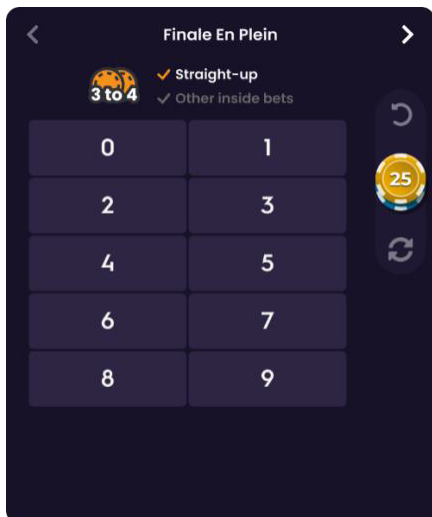 Finale En Plein
3 to 4
Straight-up
Other inside bets
0 1
25
2 3
4 5
6 7
8 9